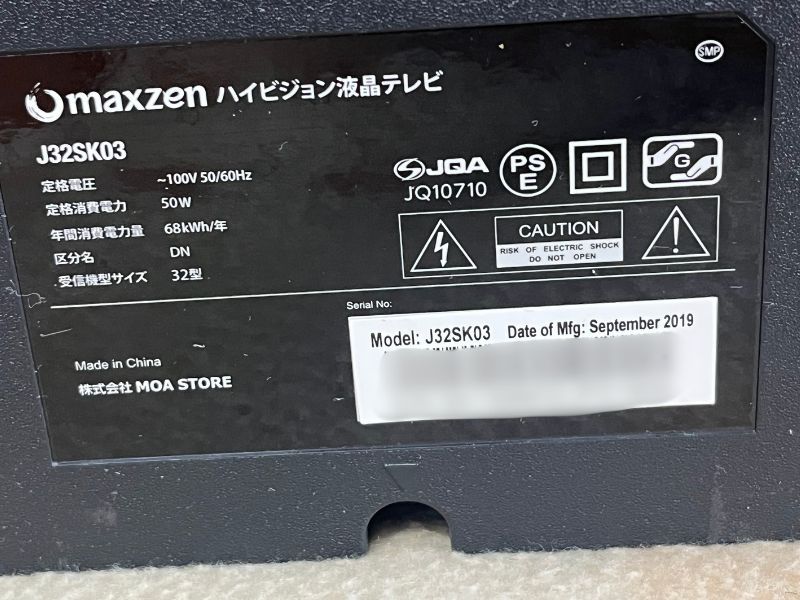 SMP
maxzen ハイビジョン液晶テレビ
J32SK03
定格電圧 ~100V 50/60Hz
定格消費電力 50W
年間消費電力量 68kWh/年
区分名 DN
受信機型サイズ 32型
JQA
JQ10710
PS
E
G
CAUTION
RISK OF ELECTRIC SHOCK
DO NOT OPEN
Serial No:
Model: J32SK03 Date of Mfg: September 2019
Made in China
株式会社 MOA STORE